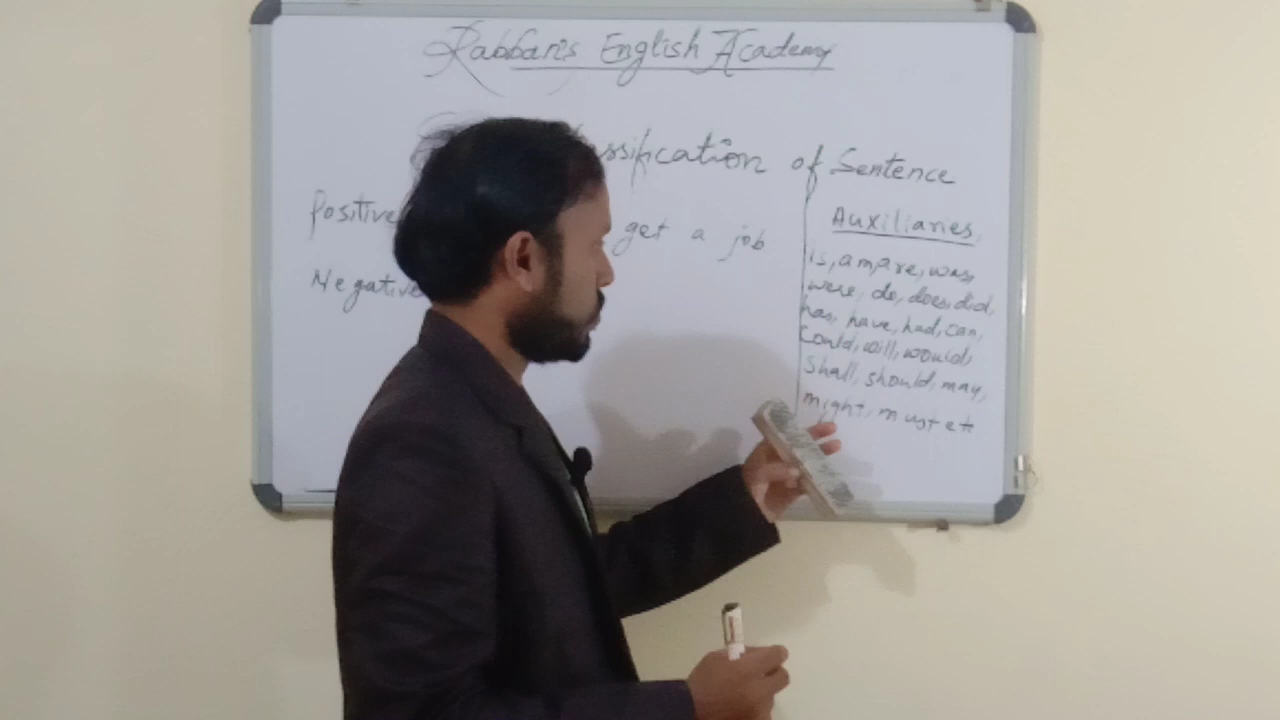 Rabbani's English Academy
ssification of Sentence
Positive get a job
Negative
Auxiliaries,
is, am, are, was,
were, do, does, did,
has, have, had, can,
Could, will, would,
Shall, should, may,
might, must etc